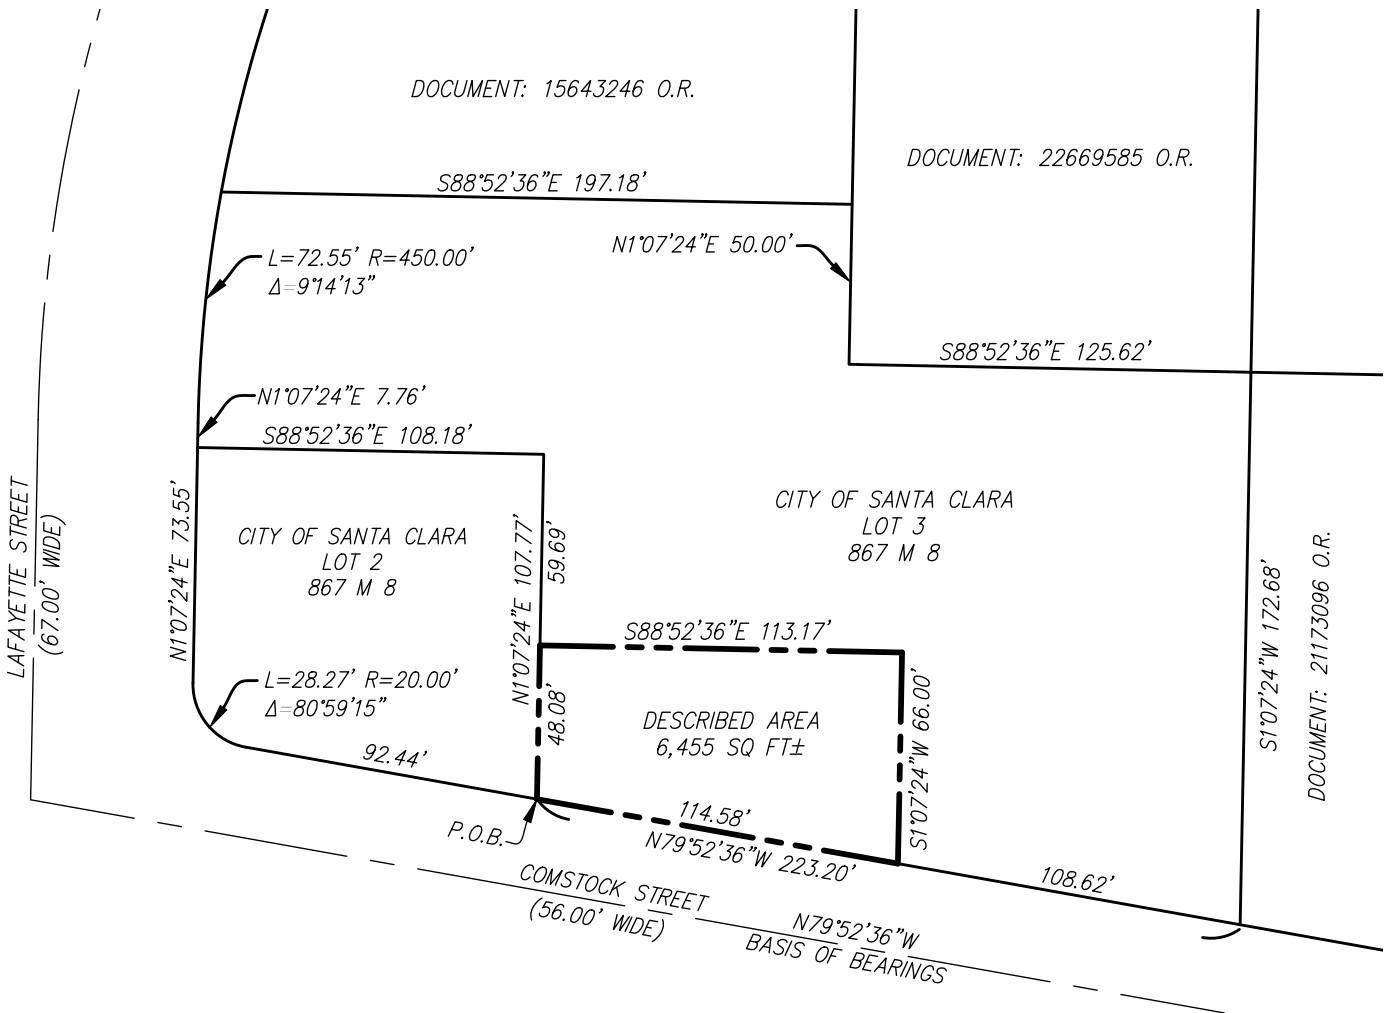 DOCUMENT: 15643246 O.R.
DOCUMENT: 22669585 O.R.
S88°52'36"E 197.18'
N1°07'24"E 50.00'
L=72.55' R=450.00'
Δ=9°14'13"
S88°52'36"E 125.62'
N1°07'24"E 7.76'
S88°52'36"E 108.18'
LAFAYETTE STREET
(67.00' WIDE)
N1°07'24"E 73.55'
CITY OF SANTA CLARA
LOT 2
867 M 8
N1°07'24"E 107.77'
59.69'
CITY OF SANTA CLARA
LOT 3
867 M 8
S1°07'24"W 172.68'
DOCUMENT: 21173096 O.R.
S88°52'36"E 113.17'
L=28.27' R=20.00'
Δ=80°59'15"
48.08'
DESCRIBED AREA
6,455 SQ FT±
S1°07'24"W 66.00'
92.44'
114.58'
N79°52'36"W 223.20'
P.O.B.
108.62'
COMSTOCK STREET
(56.00' WIDE)
N79°52'36"W
BASIS OF BEARINGS